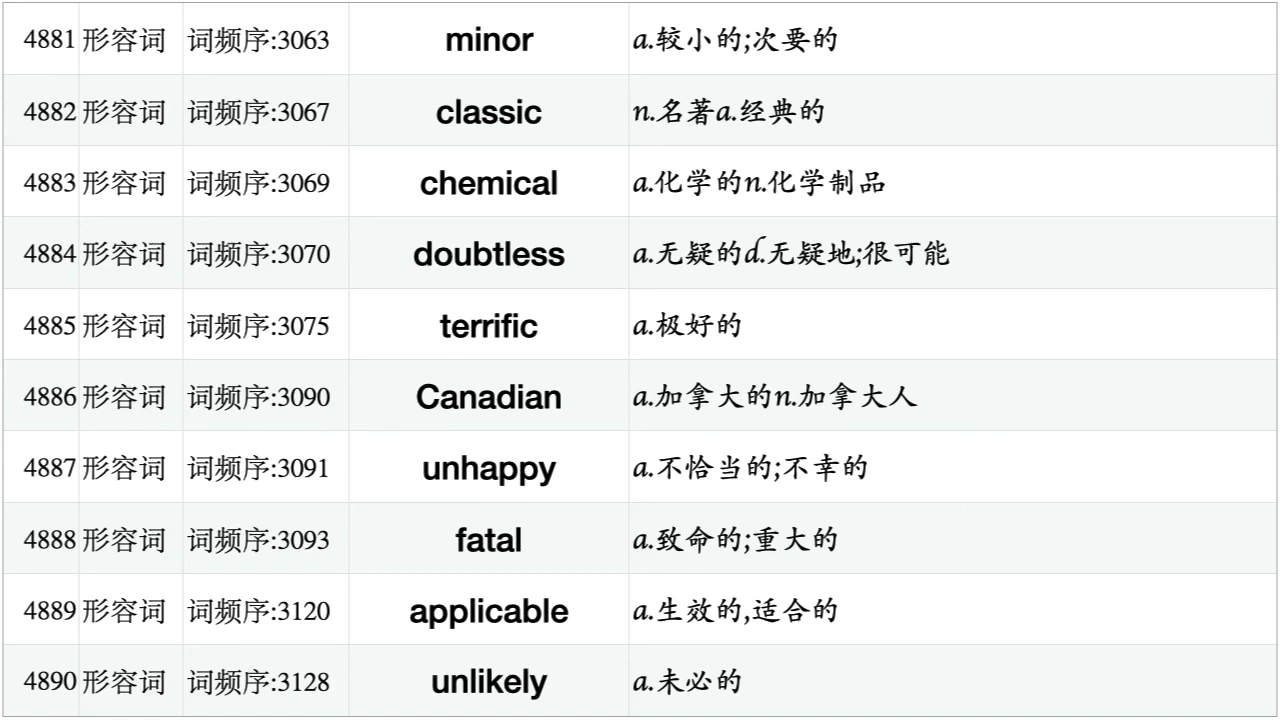 4881 形容词 词频序:3063 minor a.较小的;次要的
4882 形容词 词频序:3067 classic n.名著a.经典的
4883 形容词 词频序:3069 chemical a.化学的n.化学制品
4884 形容词 词频序:3070 doubtless a.无疑的d.无疑地;很可能
4885 形容词 词频序:3075 terrific a.极好的
4886 形容词 词频序:3090 Canadian a.加拿大的n.加拿大人
4887 形容词 词频序:3091 unhappy a.不恰当的;不幸的
4888 形容词 词频序:3093 fatal a.致命的;重大的
4889 形容词 词频序:3120 applicable a.生效的,适合的
4890 形容词 词频序:3128 unlikely a.未必的